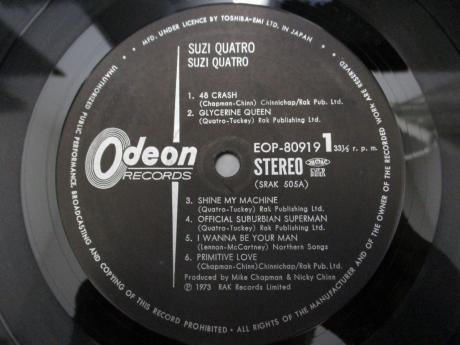 MFD. UNDER LICENCE BY TOSHIBA-EMI LTD. IN JAPAN
SUZI QUATRO
SUZI QUATRO
1. 48 CRASH
(Chapman-Chinn) Chinnichap/Rak Pub. Ltd.
2. GLYCERINE QUEEN
(Quatro-Tuckey) Rak Publishing Ltd.
Odeon
RECORDS
EOP-80919 1 33⅓ r. p. m.
STEREO
(SRAK 505A)
3. SHINE MY MACHINE
(Quatro-Tuckey) Rak Publishing Ltd.
4. OFFICIAL SUBURBIAN SUPERMAN
(Quatro-Tuckey) Rak Publishing Ltd.
5. I WANNA BE YOUR MAN
(Lennon-McCartney) Northern Songs
6. PRIMITIVE LOVE
(Chapman-Chinn)Chinnichap/Rak Pub. Ltd.
Produced by Mike Chapman and Nicky Chinn
Ⓟ 1973 RAK Records Limited
UNAUTHORIZED PUBLIC PERFORMANCE, BROADCASTING AND COPYING OF THIS RECORD PROHIBITED • ALL RIGHTS OF THE MANUFACTURER AND OF THE OWNER OF THE RECORDED WORK ARE RESERVED